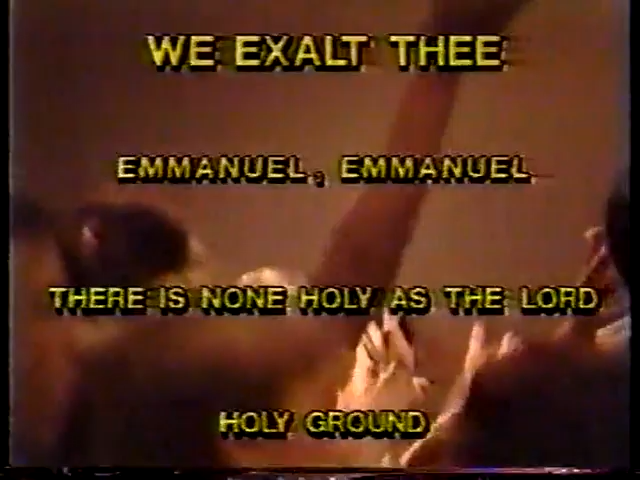 WE EXALT THEE
EMMANUEL, EMMANUEL
THERE IS NONE HOLY AS THE LORD
HOLY GROUND